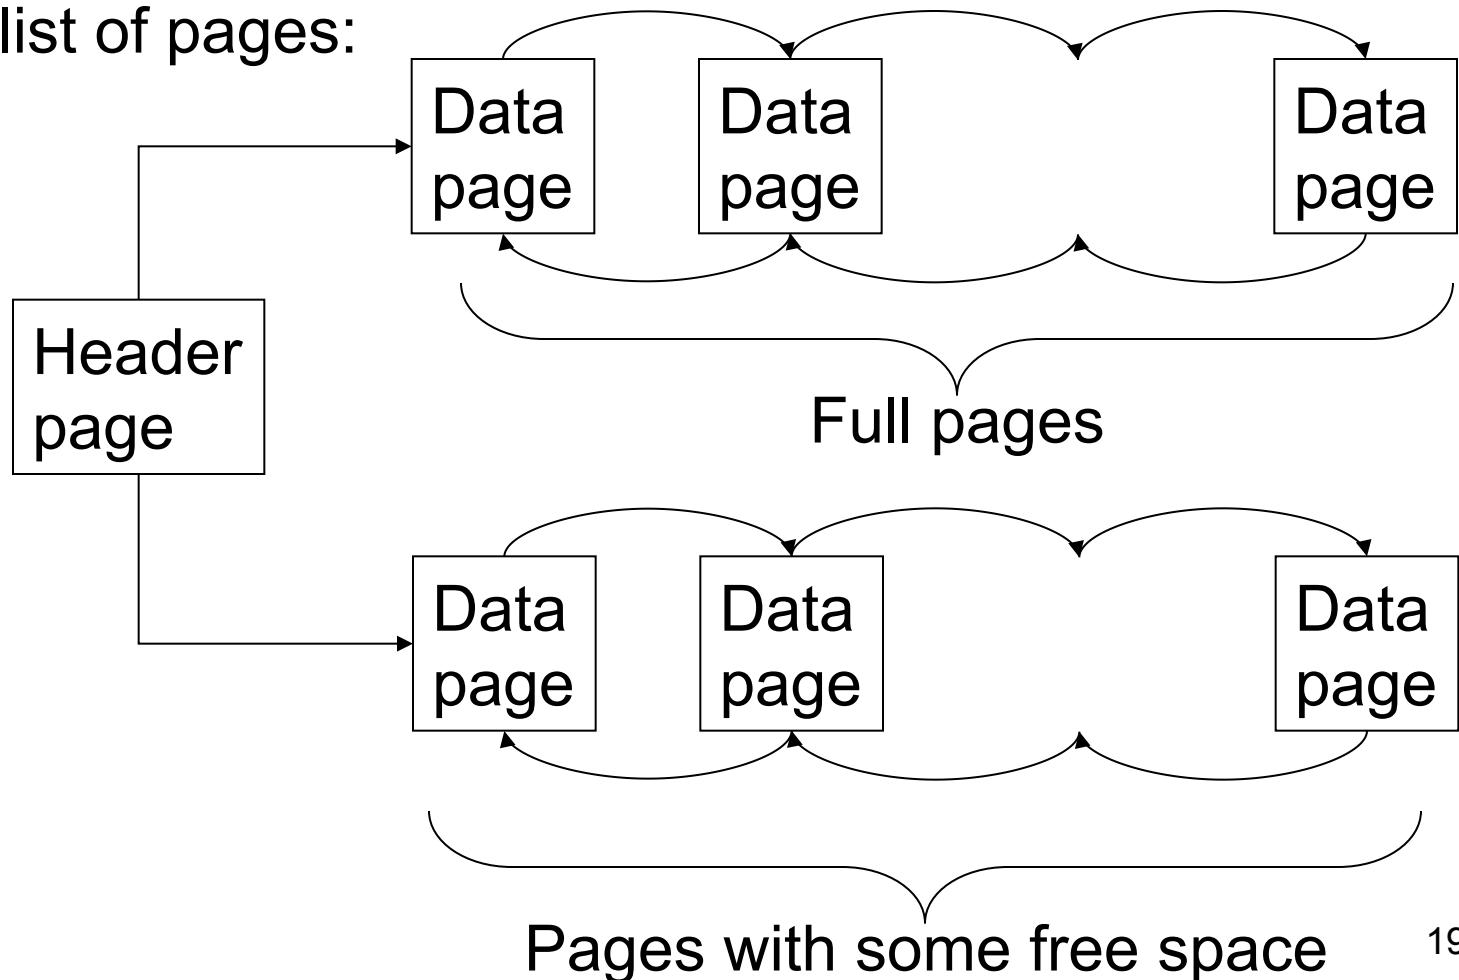 list of pages:
Data
page
Data
page
Data
page
Header
page
Full pages
Data
page
Data
page
Data
page
Pages with some free space
19